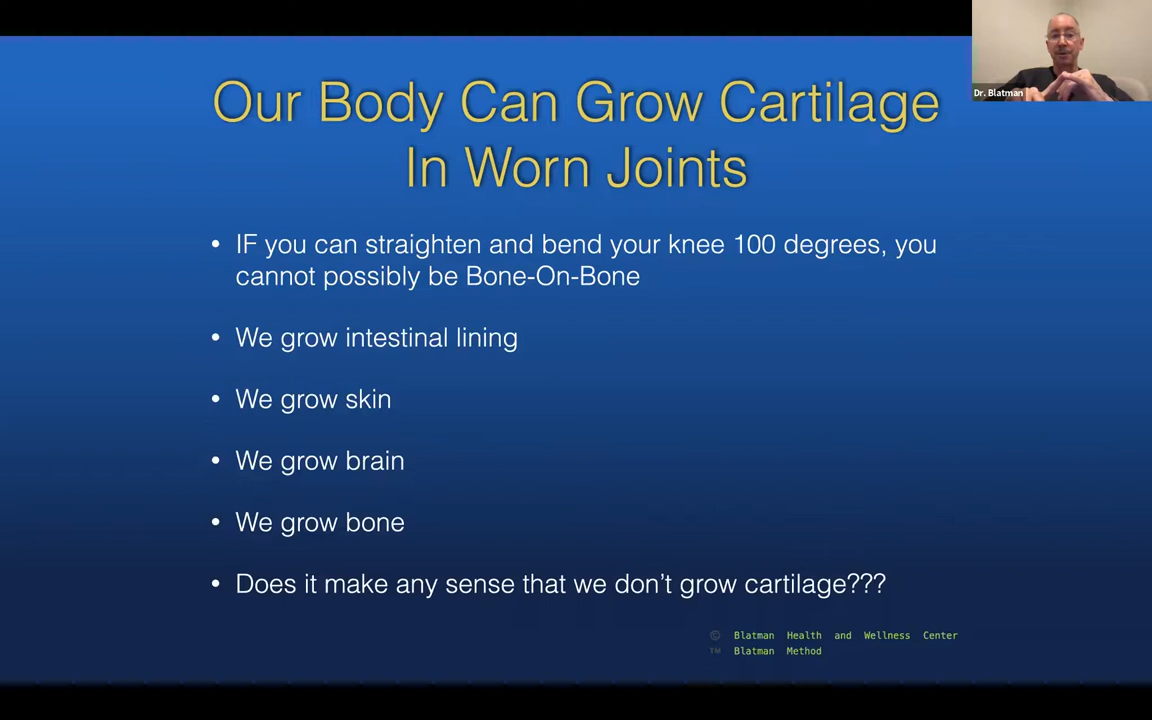 Our Body Can Grow Cartilage
In Worn Joints
Dr. Blatman
• IF you can straighten and bend your knee 100 degrees, you
cannot possibly be Bone-On-Bone
• We grow intestinal lining
• We grow skin
• We grow brain
• We grow bone
• Does it make any sense that we don't grow cartilage???
© Blatman Health and Wellness Center
™ Blatman Method